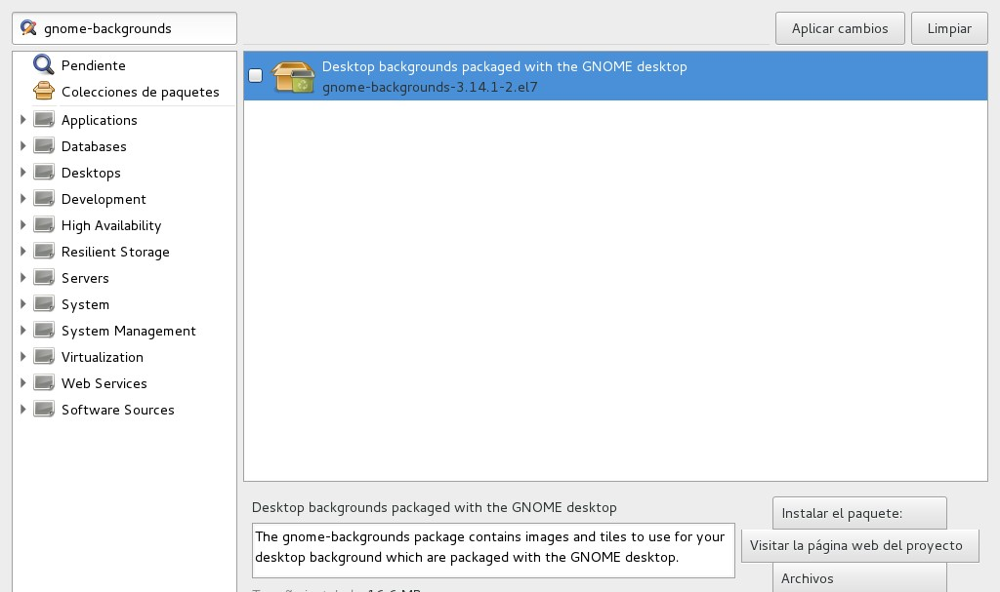 gnome-backgrounds
Aplicar cambios
Limpiar
Pendiente
Colecciones de paquetes
Applications
Databases
Desktops
Development
High Availability
Resilient Storage
Servers
System
System Management
Virtualization
Web Services
Software Sources
Desktop backgrounds packaged with the GNOME desktop
gnome-backgrounds-3.14.1-2.el7
Desktop backgrounds packaged with the GNOME desktop
The gnome-backgrounds package contains images and tiles to use for your
desktop background which are packaged with the GNOME desktop.
Instalar el paquete:
Visitar la página web del proyecto
Archivos